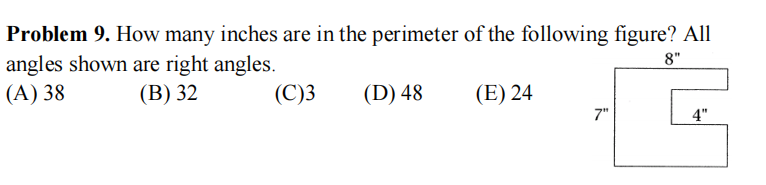 Problem 9. How many inches are in the perimeter of the following figure? All
angles shown are right angles.
8"
(A) 38 (B) 32 (C)3 (D) 48 (E) 24
7"
4"